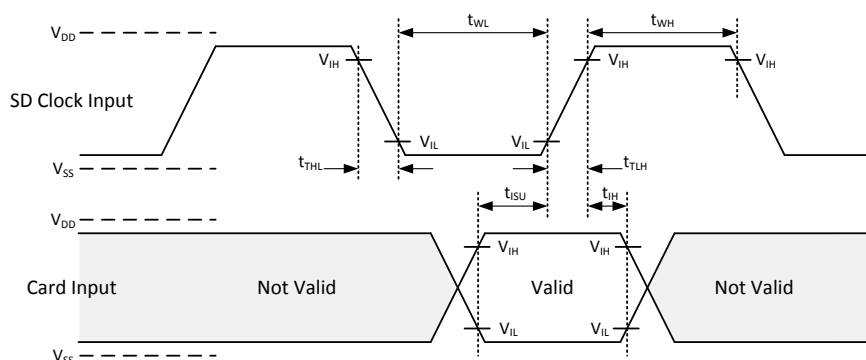 V_DD
t_WL
t_WH
V_IH
V_IH
V_IH
SD Clock Input
V_IL
V_IL
V_SS
t_THL
t_TLH
t_ISU
t_IH
V_DD
V_IH
V_IH
Card Input
Not Valid
Valid
Not Valid
V_IL
V_IL
V_SS